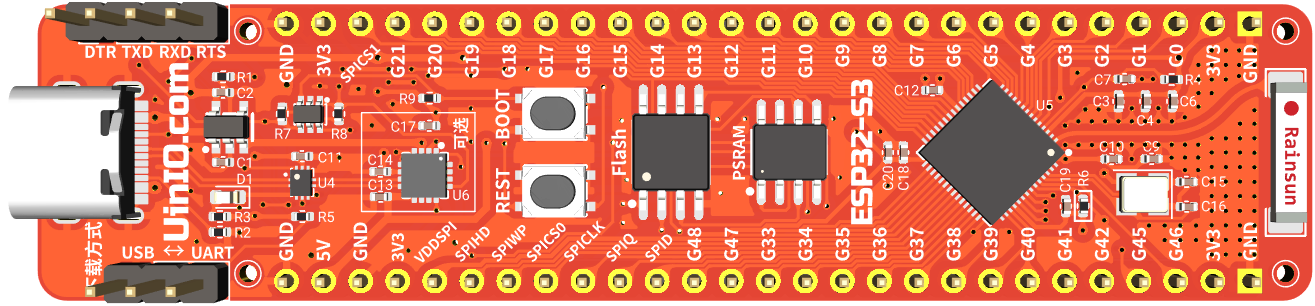 DTR TXD RXD RTS
GND 3V3 SPICS1 G21 G20 G19 G18 G17 G16 G15 G14 G13 G12 G11 G10 G9 G8 G7 G6 G5 G4 G3 G2 G1 G0 3V3 GND
R1
C2
R7
R8
R9
C17
可选
BOOT
C12
U5
C7
R4
C3
C4
C6
UinIO.com
C1
C11
U4
C14
C13
U6
REST
Flash
PSRAM
ESP32-S3
C20
C18
C10
C9
C19
R6
C15
C16
Rainsun
D1
R3
R2
R5
下载方式
USB ↔ UART
GND 5V GND 3V3 VDDSPI SPIHD SPIWP SPICS0 SPICLK SPIQ SPID G48 G47 G33 G34 G35 G36 G37 G38 G39 G40 G41 G42 G45 G46 3V3 GND